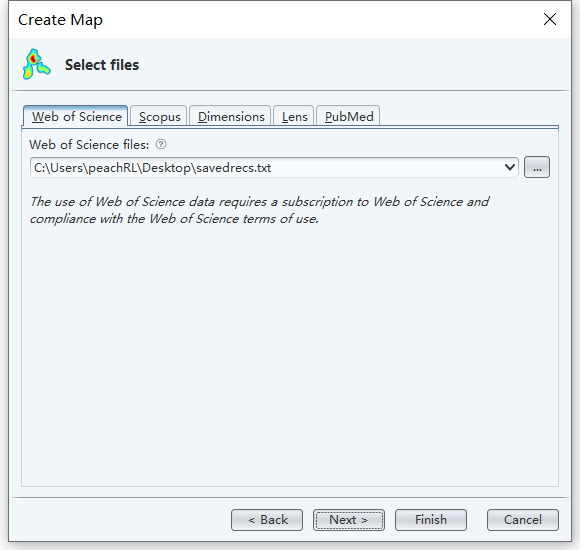 Create Map
Select files
Web of Science Scopus Dimensions Lens PubMed
Web of Science files: ?
C:\Users\peachRL\Desktop\savedrecs.txt ...
The use of Web of Science data requires a subscription to Web of Science and
compliance with the Web of Science terms of use.
< Back Next > Finish Cancel